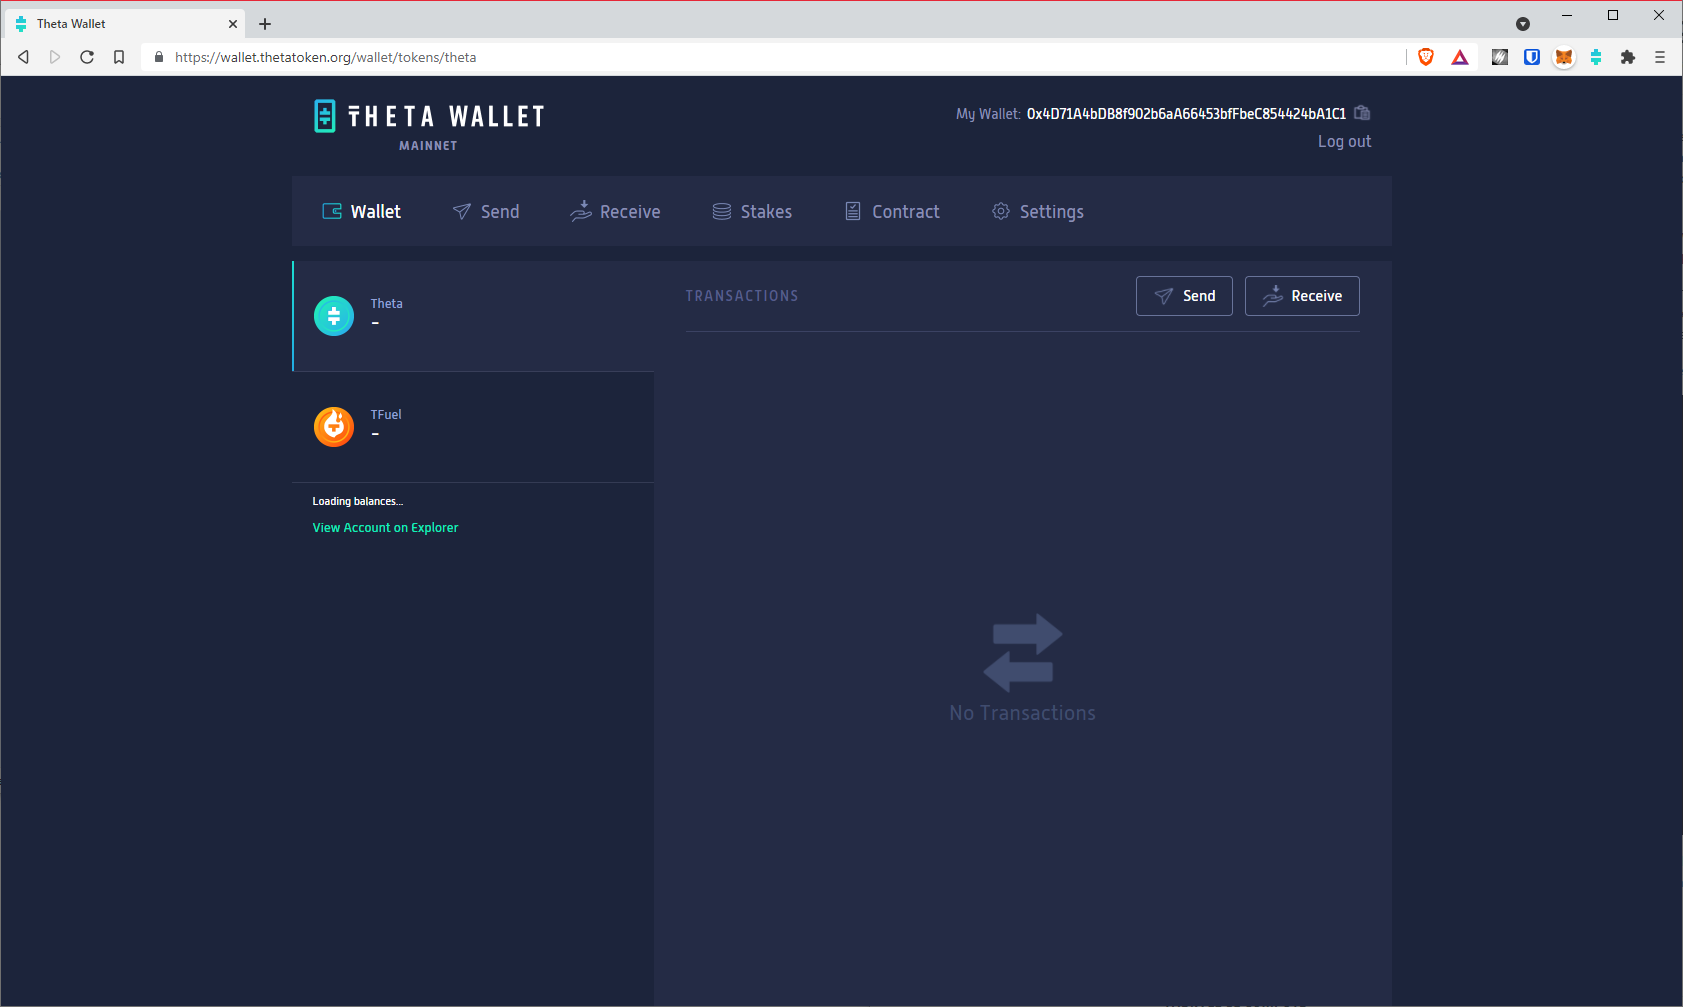 Theta Wallet
https://wallet.thetatoken.org/wallet/tokens/theta
THETA WALLET
MAINNET
My Wallet: 0x4D71A4bDB8f902b6aA66453bfFbeC854424bA1C1
Log out
Wallet Send Receive Stakes Contract Settings
Theta
–
TFuel
–
Loading balances...
View Account on Explorer
TRANSACTIONS
Send Receive
No Transactions